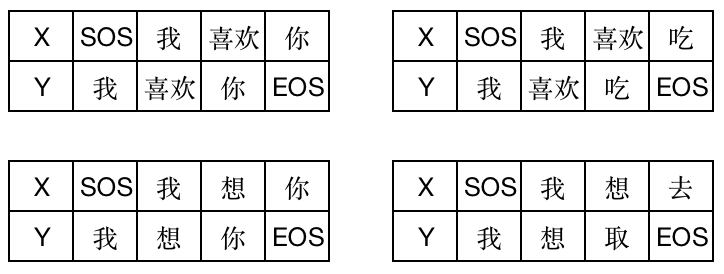 X SOS 我 喜欢 你
Y 我 喜欢 你 EOS
X SOS 我 喜欢 吃
Y 我 喜欢 吃 EOS
X SOS 我 想 你
Y 我 想 你 EOS
X SOS 我 想 去
Y 我 想 取 EOS